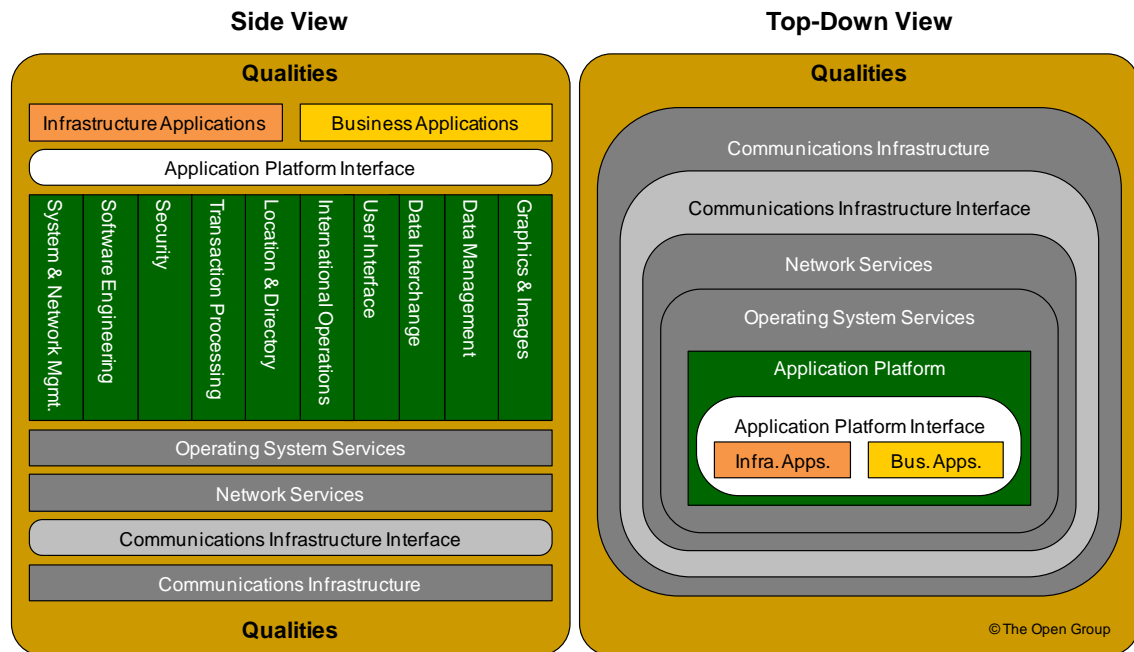 Side View
Qualities
Infrastructure Applications
Business Applications
Application Platform Interface
System & Network Mgmt.
Software Engineering
Security
Transaction Processing
Location & Directory
International Operations
User Interface
Data Interchange
Data Management
Graphics & Images
Operating System Services
Network Services
Communications Infrastructure Interface
Communications Infrastructure
Qualities
Top-Down View
Qualities
Communications Infrastructure
Communications Infrastructure Interface
Network Services
Operating System Services
Application Platform
Application Platform Interface
Infra. Apps.
Bus. Apps.
© The Open Group